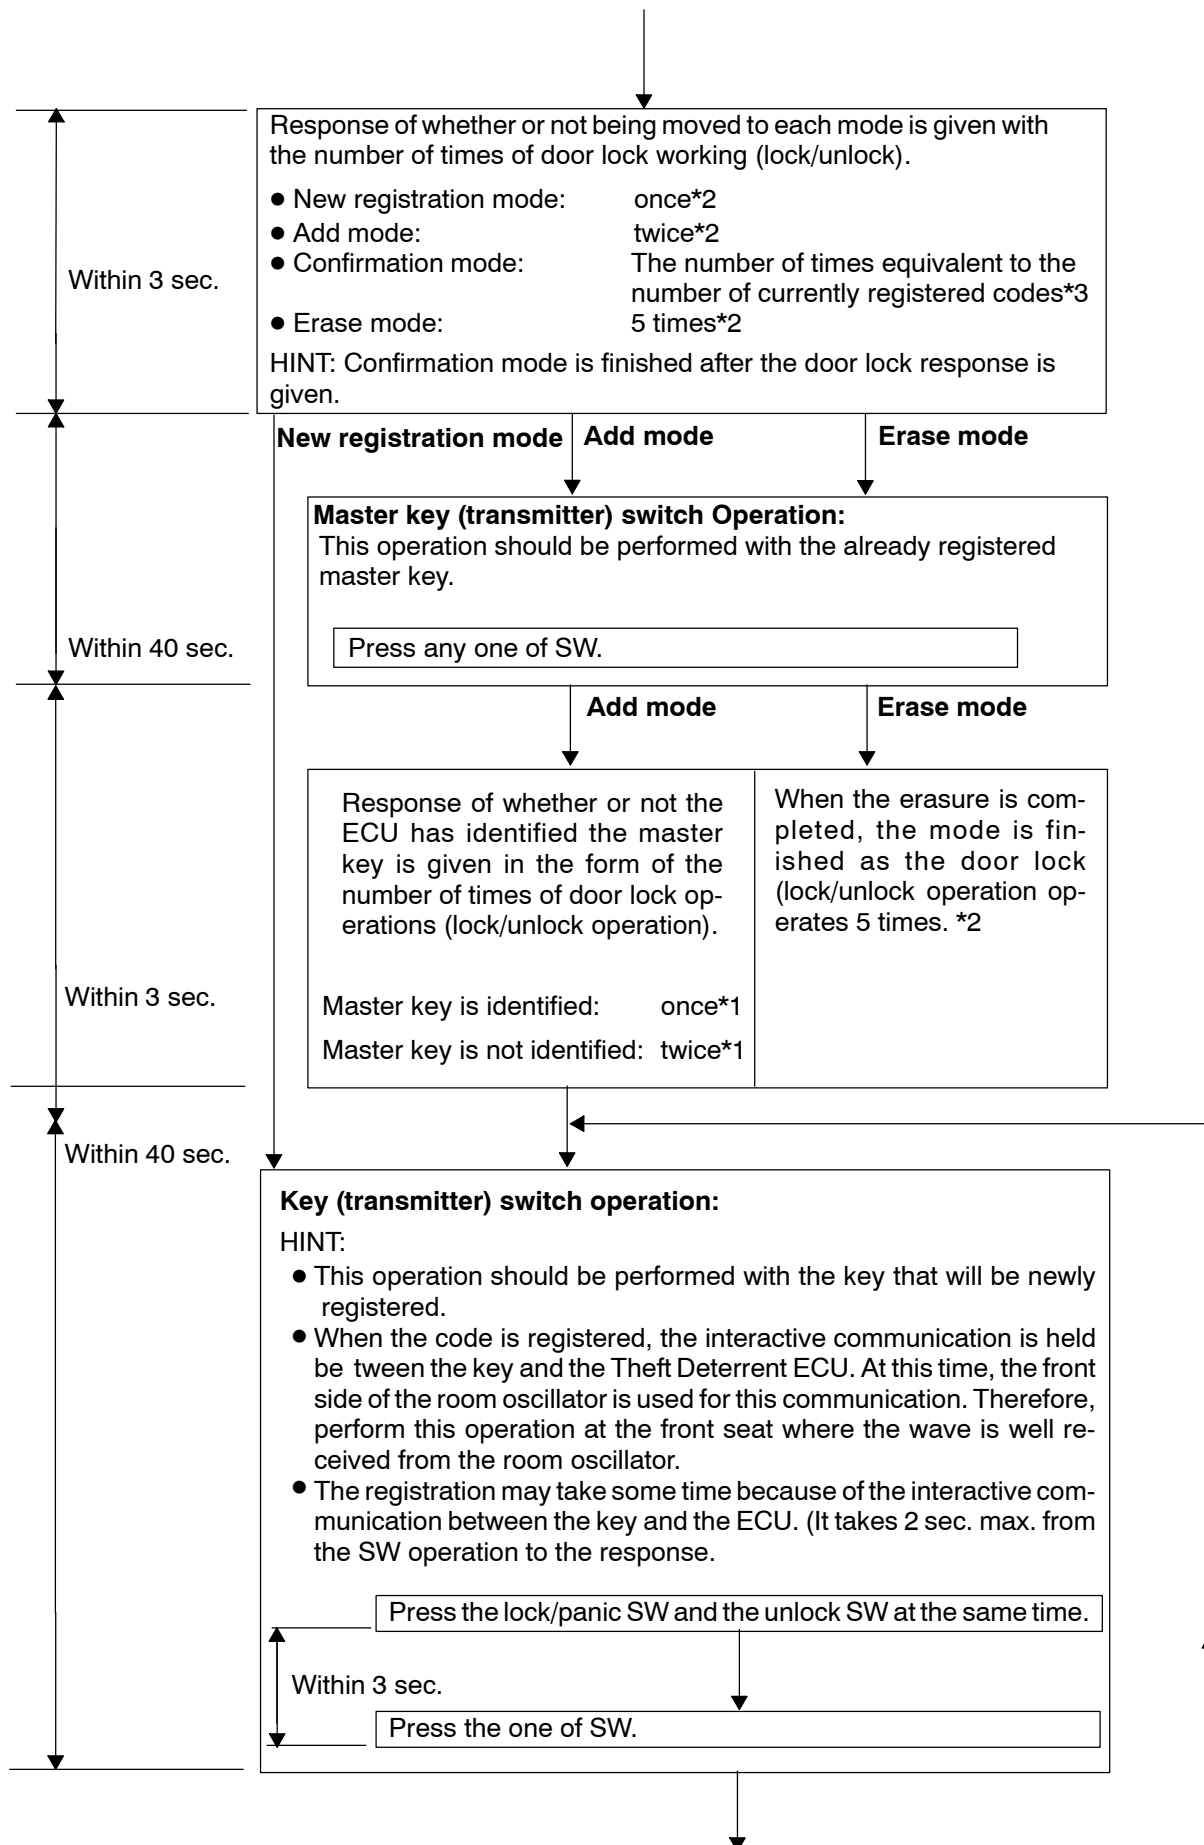 Response of whether or not being moved to each mode is given with
the number of times of door lock working (lock/unlock).
● New registration mode: once*2
● Add mode: twice*2
● Confirmation mode: The number of times equivalent to the
number of currently registered codes*3
● Erase mode: 5 times*2
HINT: Confirmation mode is finished after the door lock response is
given.
Within 3 sec.
New registration mode Add mode Erase mode
Master key (transmitter) switch Operation:
This operation should be performed with the already registered
master key.
Press any one of SW.
Within 40 sec.
Add mode Erase mode
Response of whether or not the
ECU has identified the master
key is given in the form of the
number of times of door lock op-
erations (lock/unlock operation).
Master key is identified: once*1
Master key is not identified: twice*1
When the erasure is com-
pleted, the mode is fin-
ished as the door lock
(lock/unlock operation op-
erates 5 times. *2
Within 3 sec.
Within 40 sec.
Key (transmitter) switch operation:
HINT:
● This operation should be performed with the key that will be newly
registered.
● When the code is registered, the interactive communication is held
be tween the key and the Theft Deterrent ECU. At this time, the front
side of the room oscillator is used for this communication. Therefore,
perform this operation at the front seat where the wave is well re-
ceived from the room oscillator.
● The registration may take some time because of the interactive com-
munication between the key and the ECU. (It takes 2 sec. max. from
the SW operation to the response.
Press the lock/panic SW and the unlock SW at the same time.
Within 3 sec.
Press the one of SW.